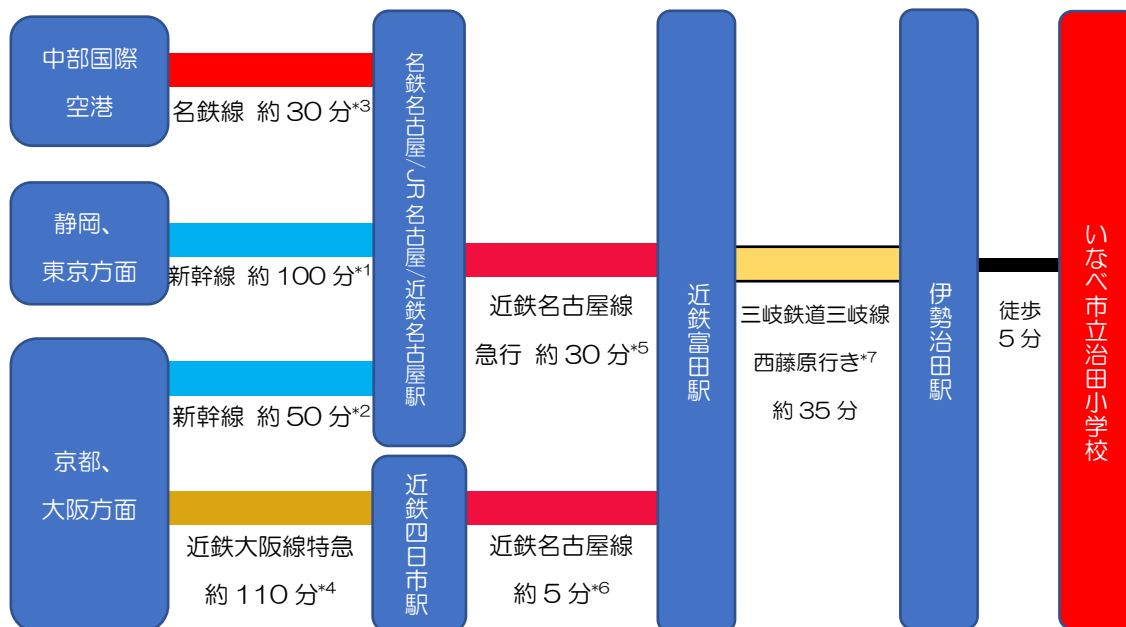 中部国際
空港
名鉄線 約30分*3
静岡、
東京方面
新幹線 約100分*1
京都、
大阪方面
新幹線 約50分*2
近鉄大阪線特急
約110分*4
名鉄名古屋/JR名古屋/近鉄名古屋駅
近鉄四日市駅
近鉄名古屋線
急行 約30分*5
近鉄名古屋線
約5分*6
近鉄富田駅
三岐鉄道三岐線
西藤原行き*7
約35分
伊勢治田駅
徒歩
5分
いなべ市立治田小学校